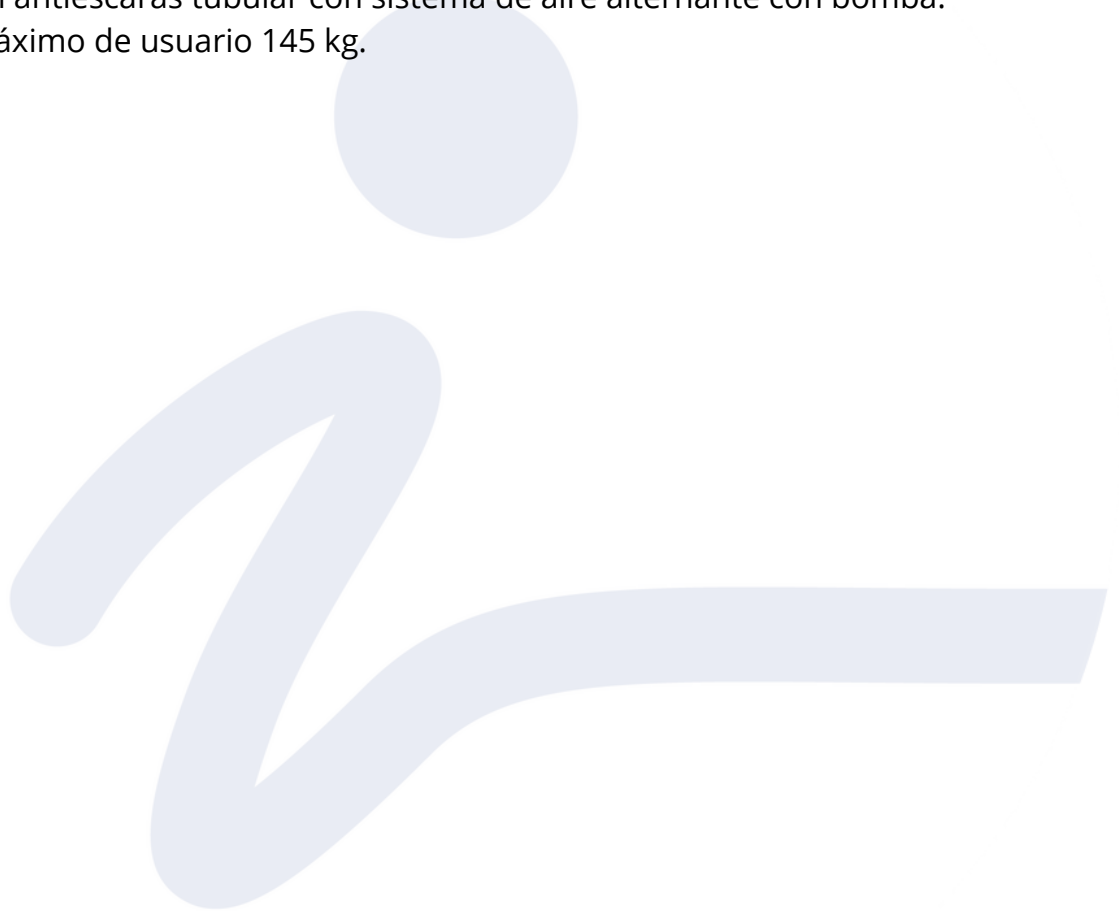 antiescaras tubular con sistema de aire alternante con bomba.
áximo de usuario 145 kg.